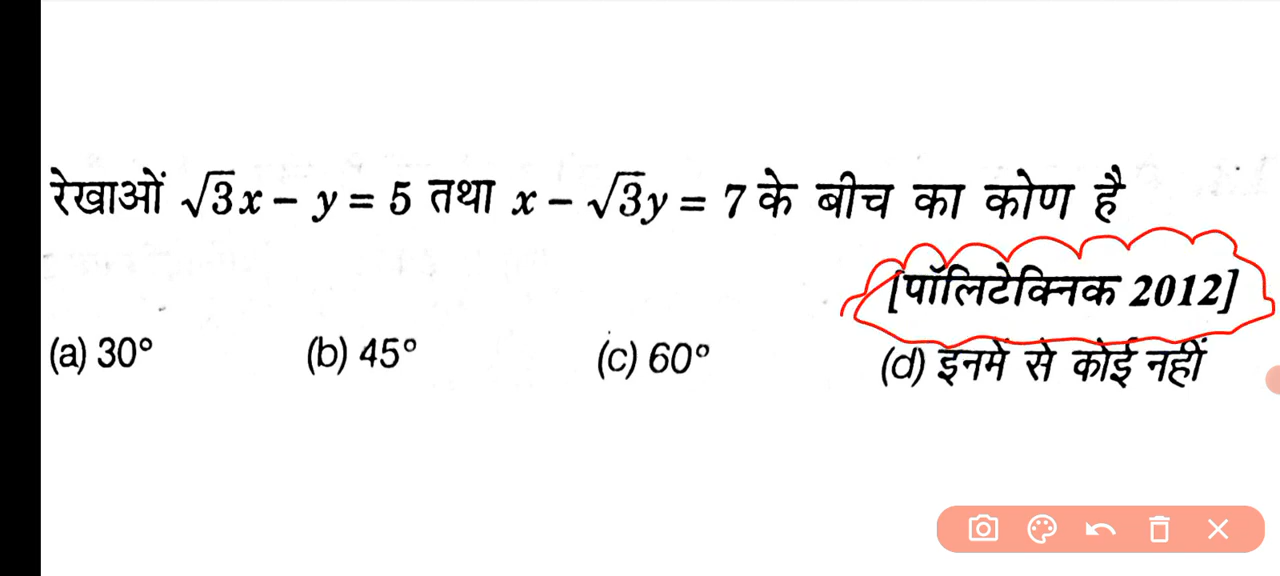 रेखाओं √3x − y = 5 तथा x − √3y = 7 के बीच का कोण है
[पॉलिटेक्निक 2012]
(a) 30° (b) 45° (c) 60° (d) इनमें से कोई नहीं